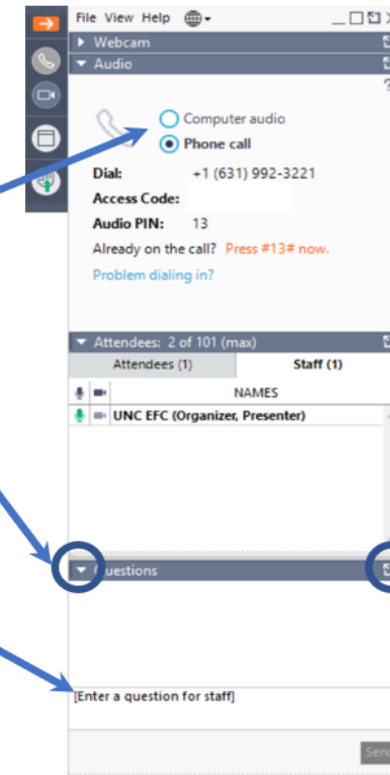 File View Help
Webcam
Audio
?
Computer audio
Phone call
Dial: +1 (631) 992-3221
Access Code:
Audio PIN: 13
Already on the call? Press #13# now.
Problem dialing in?
Attendees: 2 of 101 (max)
Attendees (1) Staff (1)
NAMES
UNC EFC (Organizer, Presenter)
Questions
[Enter a question for staff]
Send